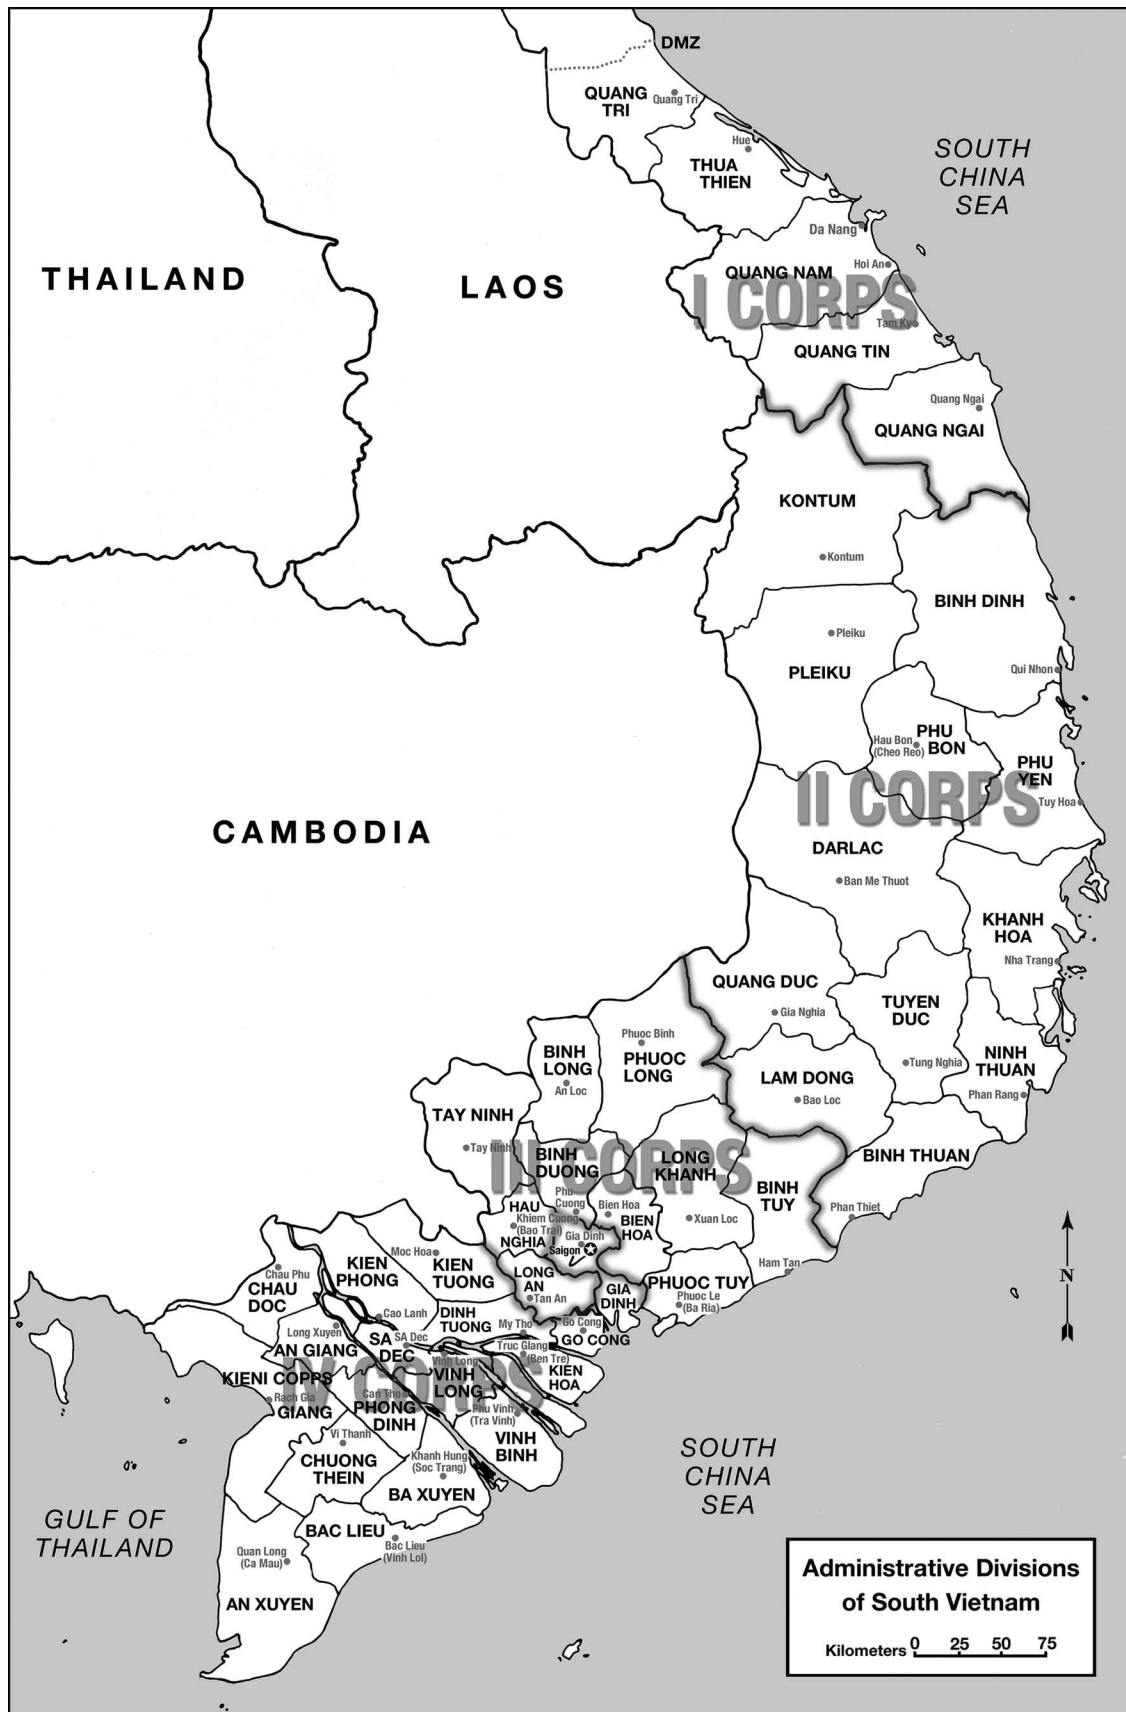 DMZ
QUANG
TRI
Quang Tri
Hue
THUA
THIEN
SOUTH
CHINA
SEA
Da Nang
THAILAND
LAOS
QUANG NAM
Hoi An
I CORPS
Tam Ky
QUANG TIN
Quang Ngai
QUANG NGAI
KONTUM
Kontum
BINH DINH
Pleiku
PLEIKU
Qui Nhon
Hau Bon
(Cheo Reo)
PHU
BON
PHU
YEN
II CORPS
Tuy Hoa
CAMBODIA
DARLAC
Ban Me Thuot
KHANH
HOA
Nha Trang
QUANG DUC
Gia Nghia
TUYEN
DUC
Tung Nghia
Phuoc Binh
PHUOC
LONG
BINH
LONG
An Loc
LAM DONG
Bao Loc
NINH
THUAN
Phan Rang
TAY NINH
Tay Ninh
III CORPS
BINH
DUONG
LONG
KHANH
BINH THUAN
BINH
TUY
Phan Thiet
Phu
Cuong
Bien Hoa
BIEN
HOA
Xuan Loc
HAU
Khiem Cuong
(Bao Trai)
NGHIA
Gia Dinh
Saigon
Ham Tan
N
Moc Hoa
KIEN
PHONG
KIEN
TUONG
LONG
AN
Tan An
GIA
DINH
PHUOC TUY
Phuoc Le
(Ba Ria)
Chau Phu
CHAU
DOC
Cao Lanh
DINH
TUONG
My Tho
Go Cong
GO CONG
Long Xuyen
AN GIANG
SA
DEC
SA Dec
Truc Giang
(Ben Tre)
KIEN
HOA
Vinh Long
VINH
LONG
IV CORPS
KIENI COPPS
Rach Gia
GIANG
Can Tho
PHONG
DINH
Phu Vinh
(Tra Vinh)
VINH
BINH
Vi Thanh
CHUONG
THEIN
Khanh Hung
(Soc Trang)
BA XUYEN
SOUTH
CHINA
SEA
GULF OF
THAILAND
BAC LIEU
Bac Lieu
(Vinh Lol)
Quan Long
(Ca Mau)
AN XUYEN
Administrative Divisions
of South Vietnam
Kilometers 0 25 50 75